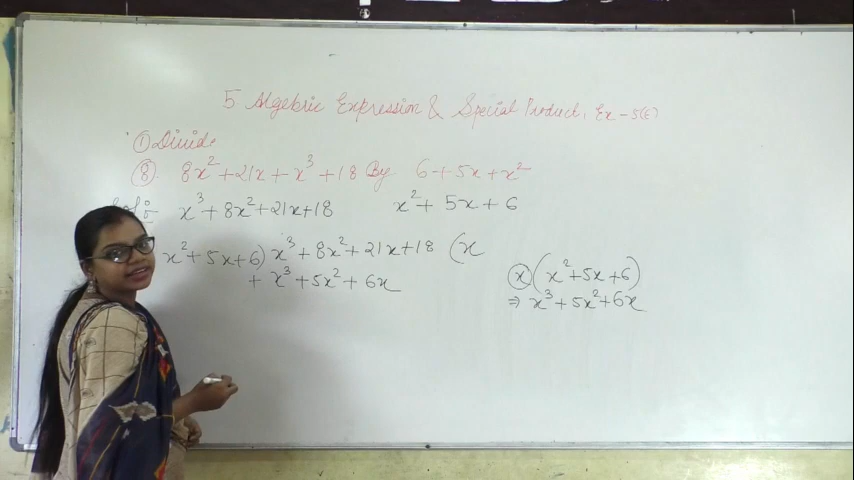 5 Algebric Expression & Special Product, Ex-5(E)
① Divide
⑧. 8x² + 21x + x³ + 18 By 6 + 5x + x²
x³ + 8x² + 21x + 18 x² + 5x + 6
x² + 5x + 6) x³ + 8x² + 21x + 18 (x
+ x³ + 5x² + 6x
x (x² + 5x + 6)
⇒ x³ + 5x² + 6x